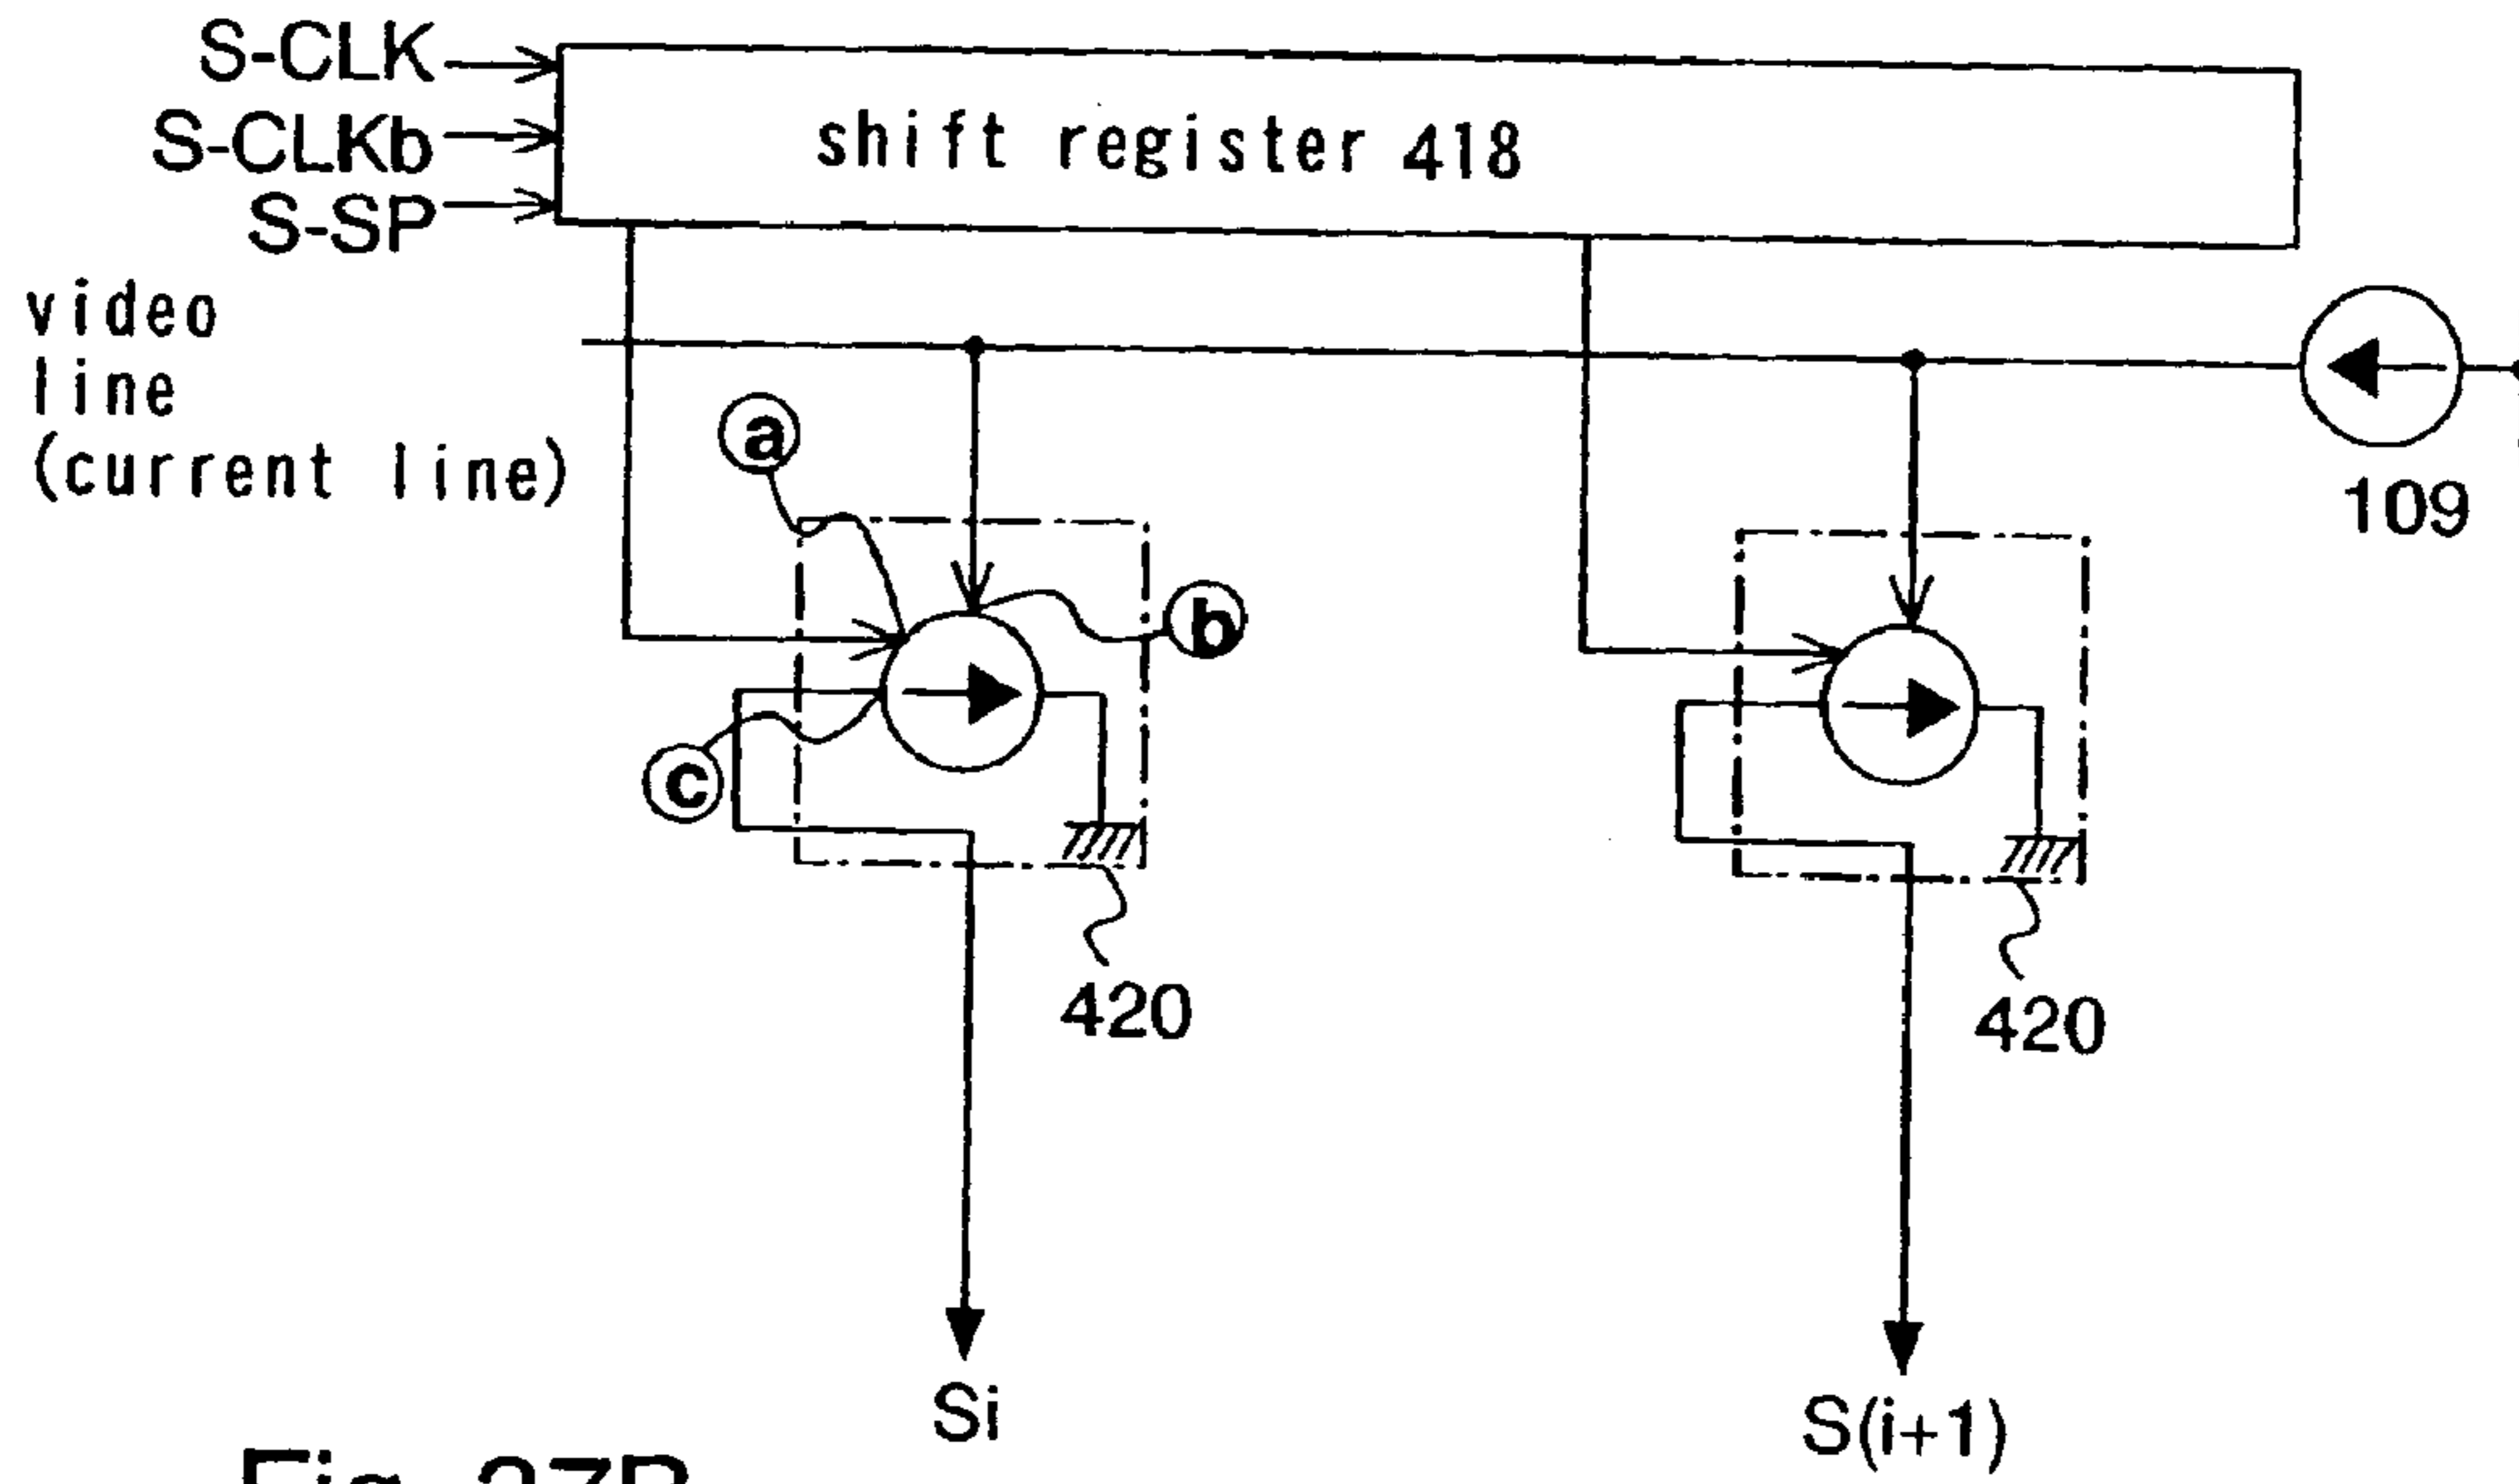 S-CLK
S-CLKb
S-SP
shift register 418
video
line
(current line)
109
a
b
c
420
420
Si
S(i+1)